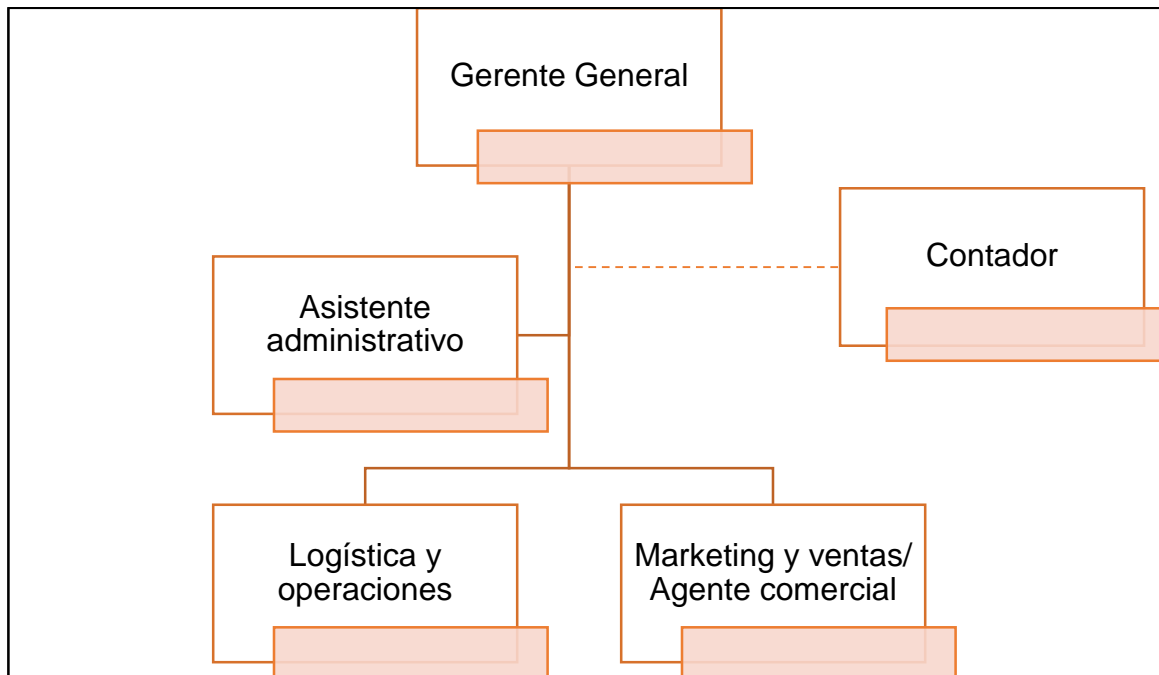 Gerente General
Contador
Asistente
administrativo
Logística y
operaciones
Marketing y ventas/
Agente comercial